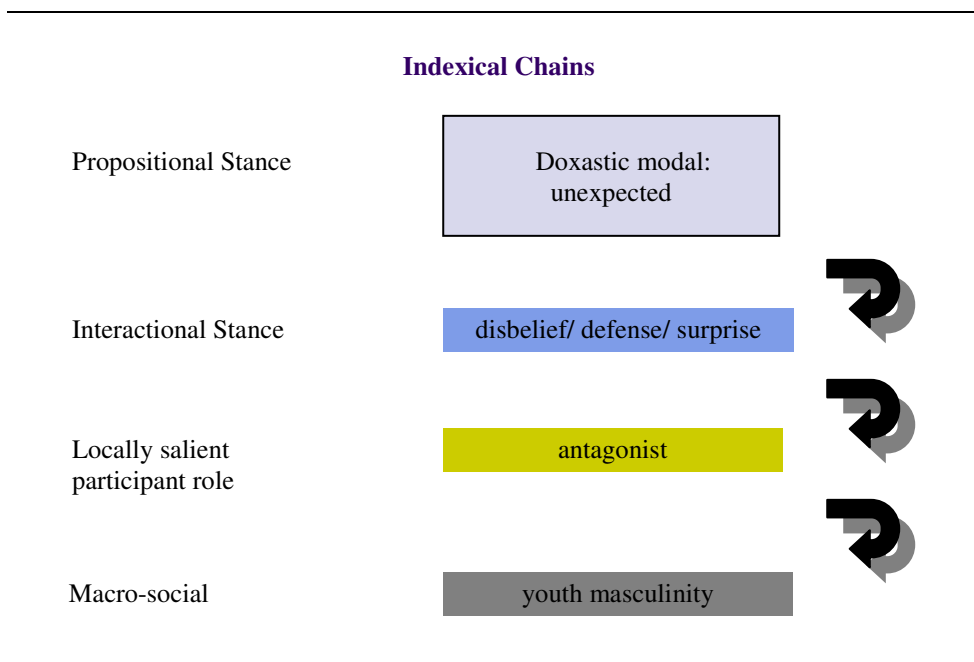 Indexical Chains
Propositional Stance
Doxastic modal:
unexpected
Interactional Stance
disbelief/ defense/ surprise
Locally salient
participant role
antagonist
Macro-social
youth masculinity